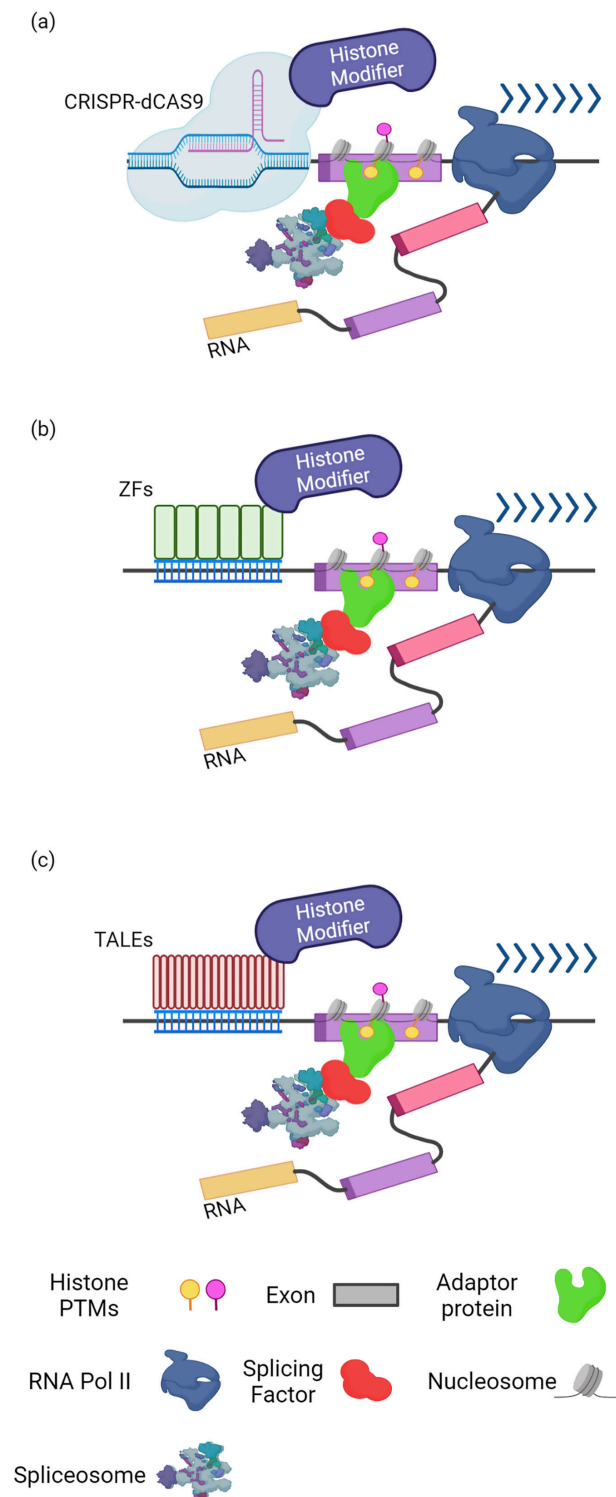 (a)
Histone
Modifier
CRISPR-dCAS9
RNA
(b)
Histone
Modifier
ZFs
RNA
(c)
Histone
Modifier
TALEs
RNA
Histone
PTMs
Exon
Adaptor
protein
RNA Pol II
Splicing
Factor
Nucleosome
Spliceosome